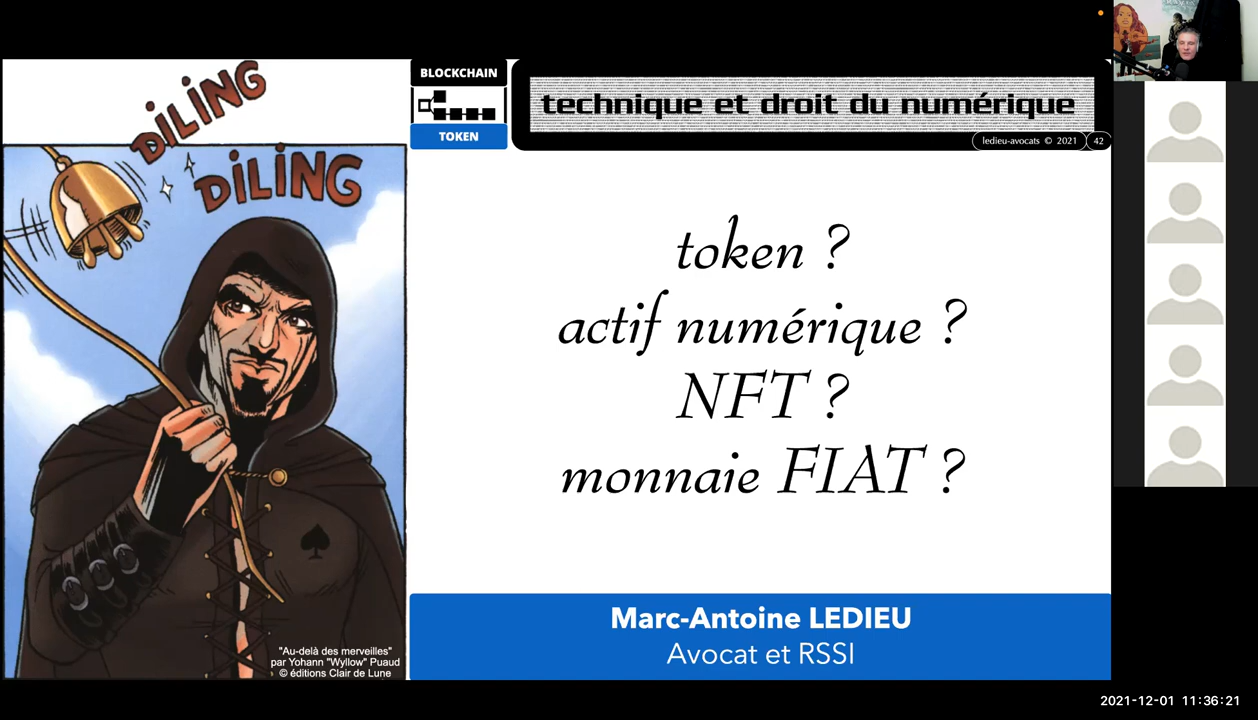 DILING
DILING
BLOCKCHAIN
TOKEN
technique et droit du numérique
ledieu-avocats © 2021 42
token ?
actif numérique ?
NFT ?
monnaie FIAT ?
Marc-Antoine LEDIEU
Avocat et RSSI
"Au-delà des merveilles"
par Yohann "Wyllow" Puaud
© éditions Clair de Lune
2021-12-01 11:36:21